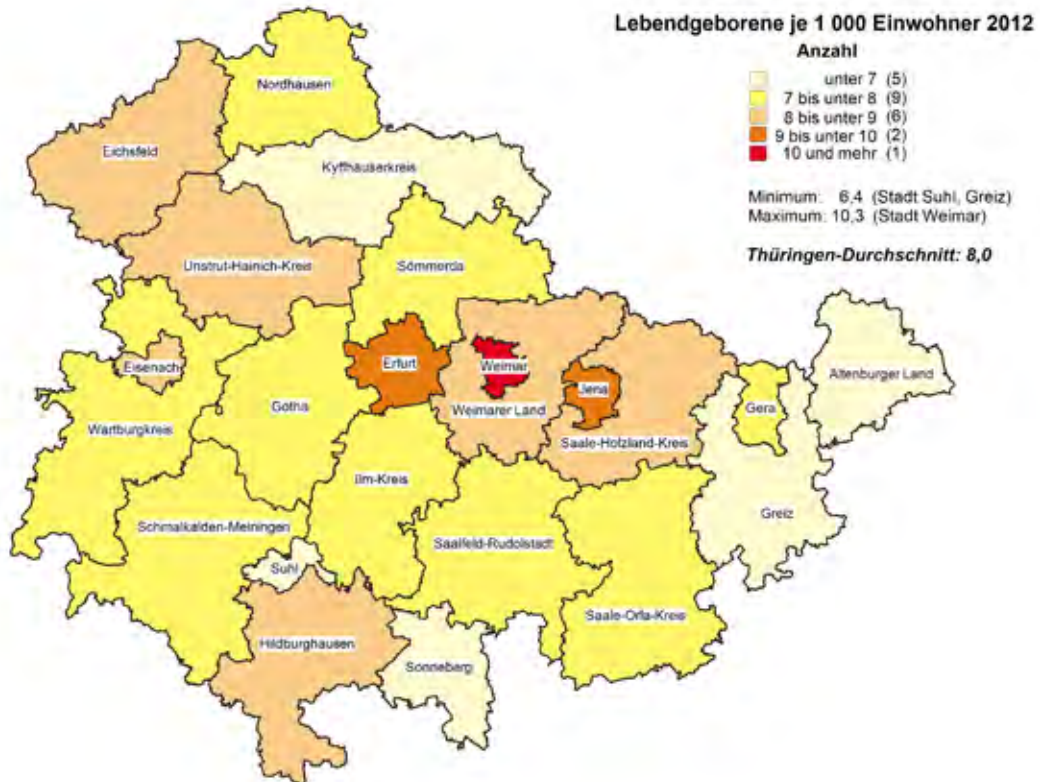 Lebendgeborene je 1 000 Einwohner 2012
Anzahl
unter 7 (5)
7 bis unter 8 (9)
8 bis unter 9 (6)
9 bis unter 10 (2)
10 und mehr (1)
Minimum: 6,4 (Stadt Suhl, Greiz)
Maximum: 10,3 (Stadt Weimar)
Thüringen-Durchschnitt: 8,0
Nordhausen
Eichsfeld
Kyffhäuserkreis
Unstrut-Hainich-Kreis
Sömmerda
Eisenach
Erfurt
Weimar
Jena
Altenburger Land
Gotha
Weimarer Land
Gera
Wartburgkreis
Saale-Holzland-Kreis
Ilm-Kreis
Greiz
Schmalkalden-Meiningen
Saalfeld-Rudolstadt
Suhl
Saale-Orla-Kreis
Hildburghausen
Sonneberg